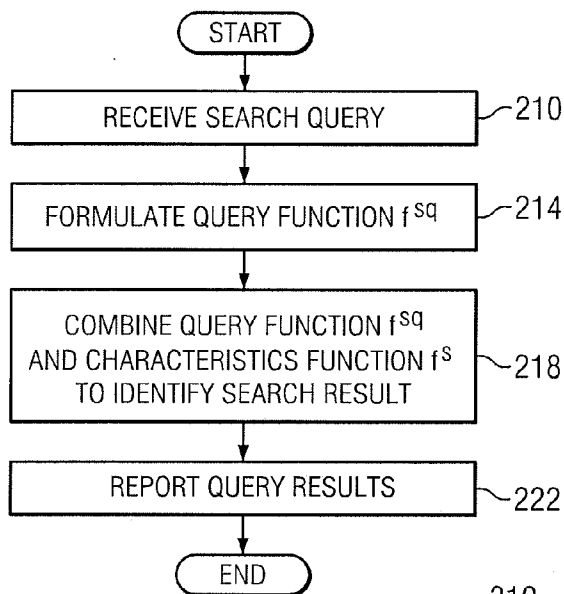 START
RECEIVE SEARCH QUERY
210
FORMULATE QUERY FUNCTION f^sq
214
COMBINE QUERY FUNCTION f^sq
AND CHARACTERISTICS FUNCTION f^s
TO IDENTIFY SEARCH RESULT
218
REPORT QUERY RESULTS
222
END